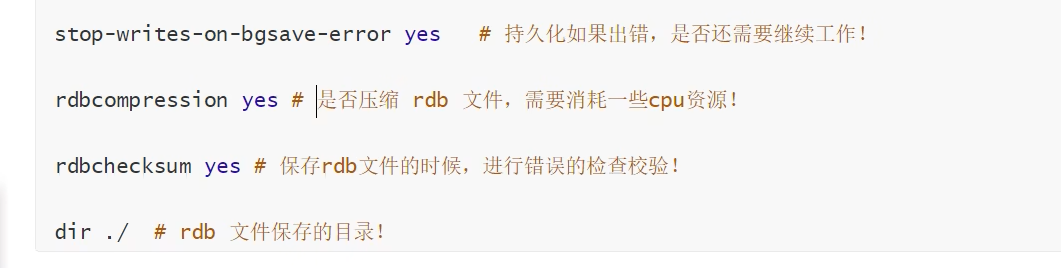 stop-writes-on-bgsave-error yes   # 持久化如果出错，是否还需要继续工作！
rdbcompression yes # 是否压缩 rdb 文件，需要消耗一些cpu资源！
rdbchecksum yes # 保存rdb文件的时候，进行错误的检查校验！
dir ./  # rdb 文件保存的目录！